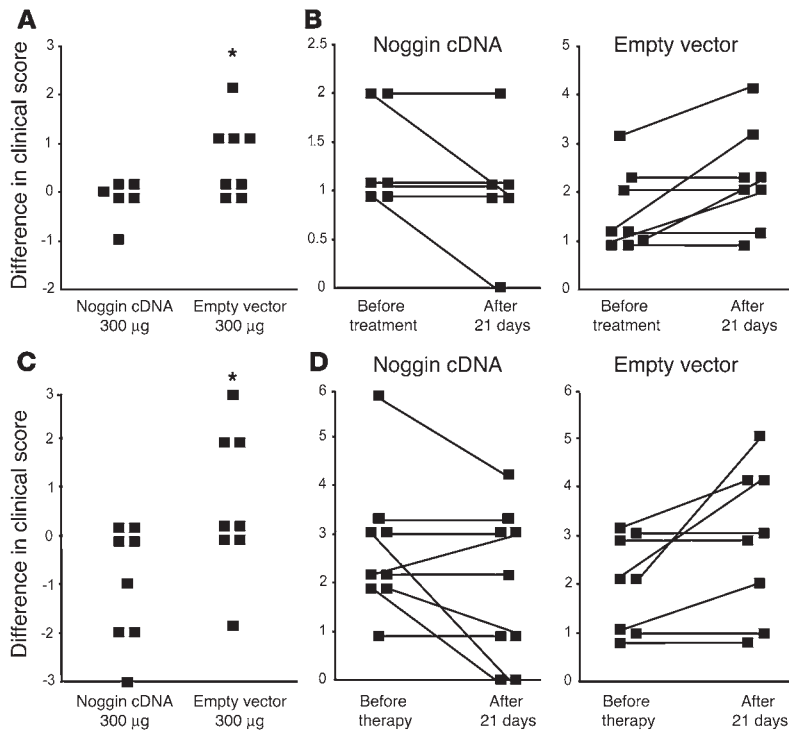 A
B
Noggin cDNA
Empty vector
Difference in clinical score
3
2
1
0
-1
-2
*
Noggin cDNA
300 μg
Empty vector
300 μg
2.5
2
1.5
1
0.5
0
Before
treatment
After
21 days
5
4
3
2
1
0
Before
treatment
After
21 days
C
D
Noggin cDNA
Empty vector
Difference in clinical score
3
2
1
0
-1
-2
-3
*
Noggin cDNA
300 μg
Empty vector
300 μg
6
5
4
3
2
1
0
Before
therapy
After
21 days
6
5
4
3
2
1
0
Before
therapy
After
21 days